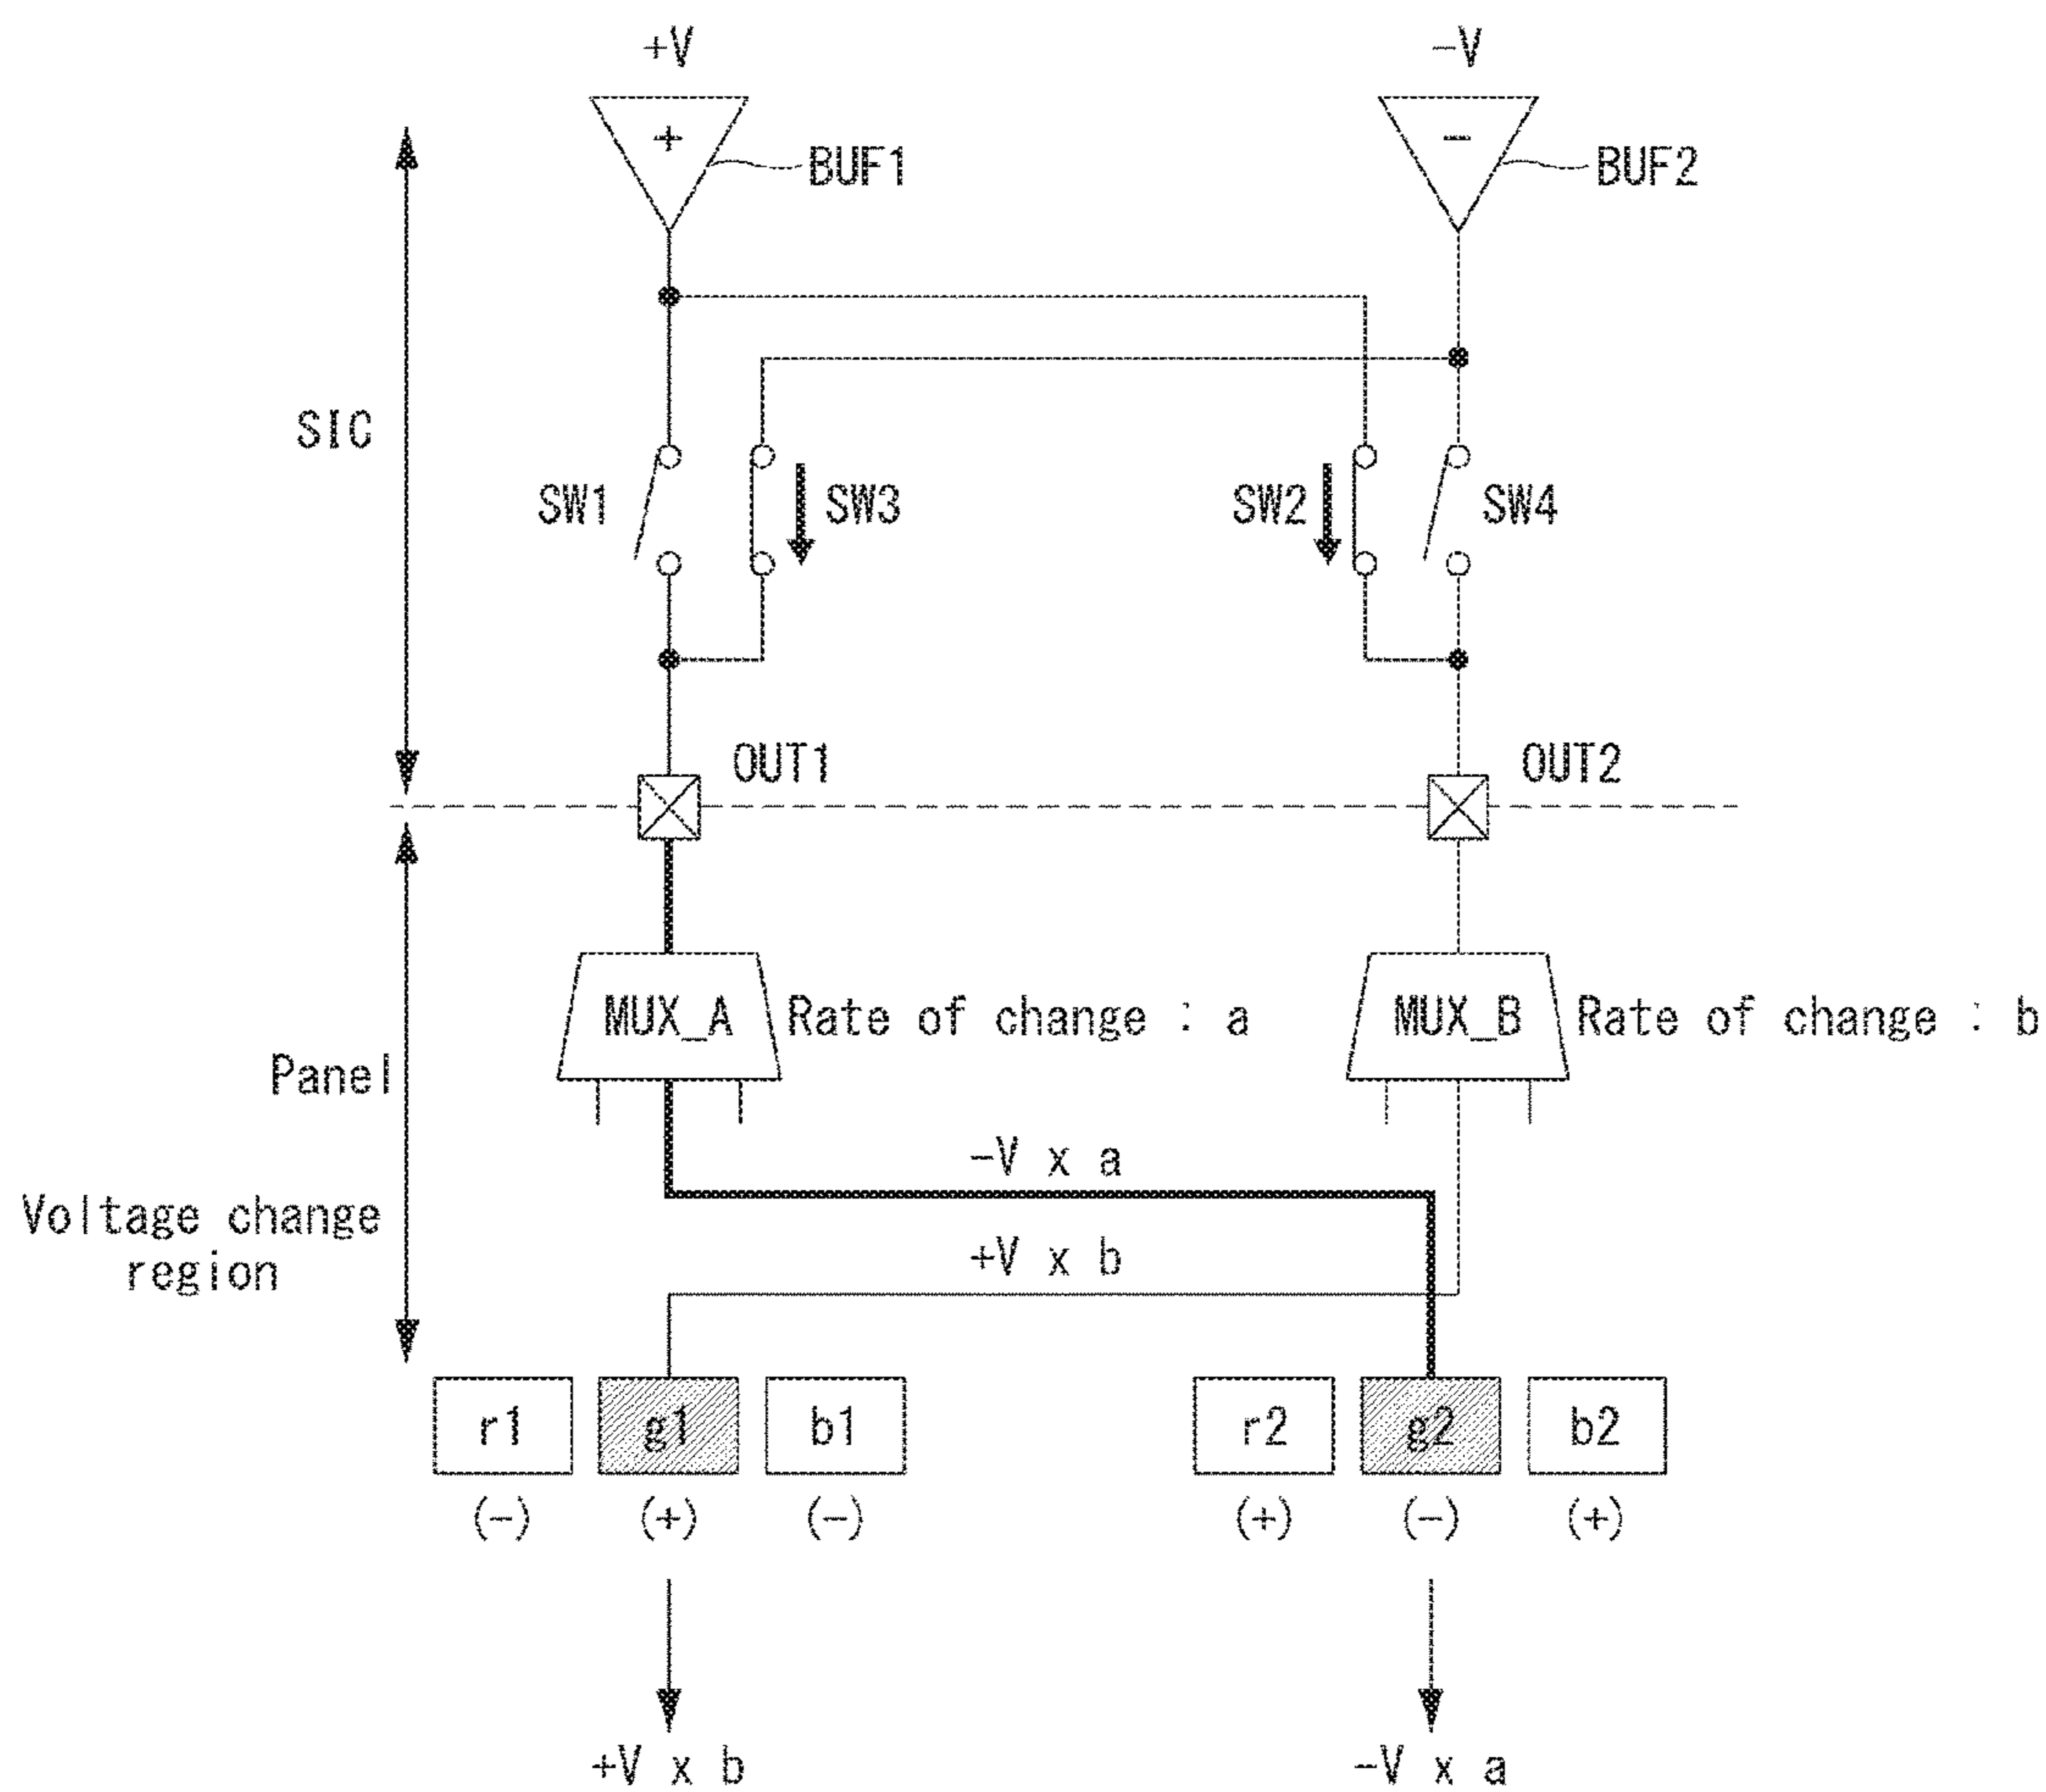 +V
-V
+
-
BUF1
BUF2
SIC
SW1
SW3
SW2
SW4
OUT1
OUT2
MUX_A
Rate of change : a
MUX_B
Rate of change : b
Panel
-V x a
Voltage change
region
+V x b
r1
g1
b1
r2
g2
b2
(-)
(+)
(-)
(+)
(-)
(+)
+V x b
-V x a